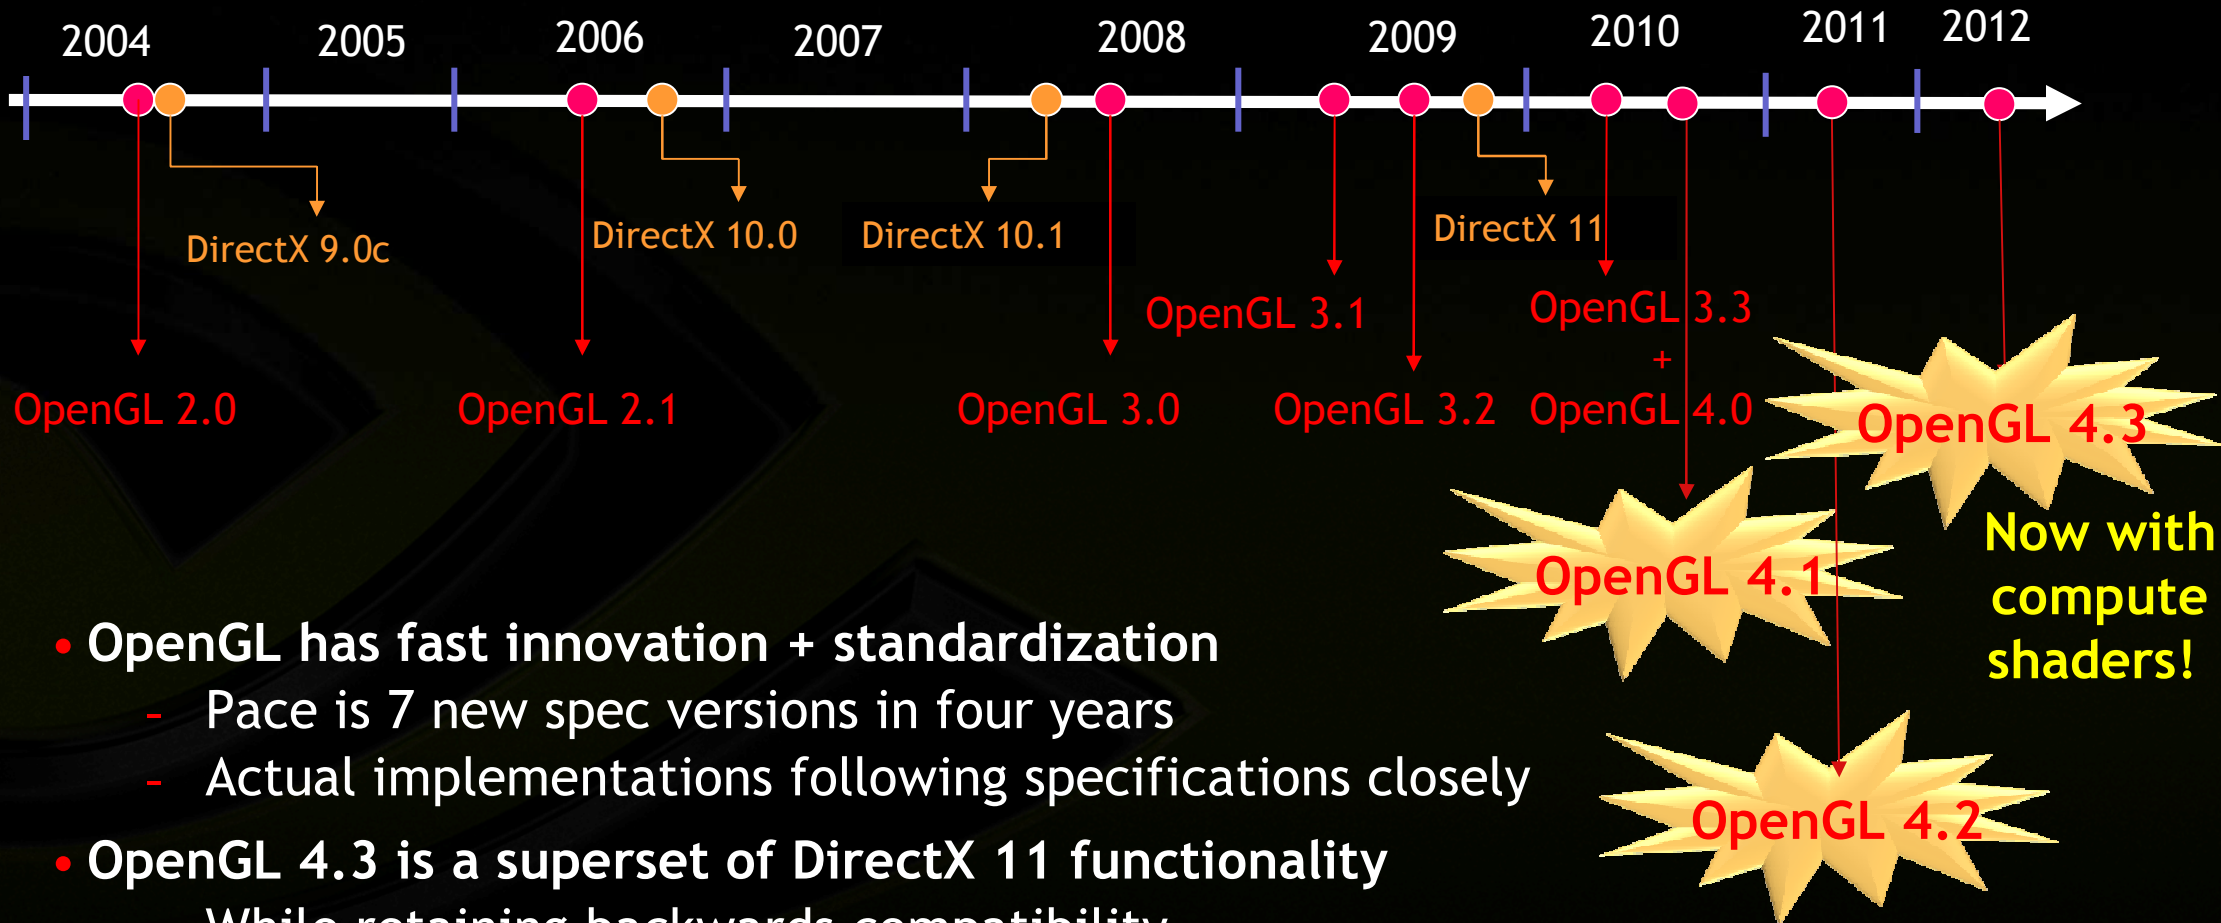 2004 2005 2006 2007 2008 2009 2010 2011 2012
DirectX 9.0c
DirectX 10.0
DirectX 10.1
DirectX 11
OpenGL 2.0
OpenGL 2.1
OpenGL 3.0
OpenGL 3.1
OpenGL 3.2
OpenGL 3.3
+
OpenGL 4.0
OpenGL 4.3
OpenGL 4.1
Now with
compute
shaders!
OpenGL 4.2
• OpenGL has fast innovation + standardization
– Pace is 7 new spec versions in four years
– Actual implementations following specifications closely
• OpenGL 4.3 is a superset of DirectX 11 functionality
While retaining backwards compatibility